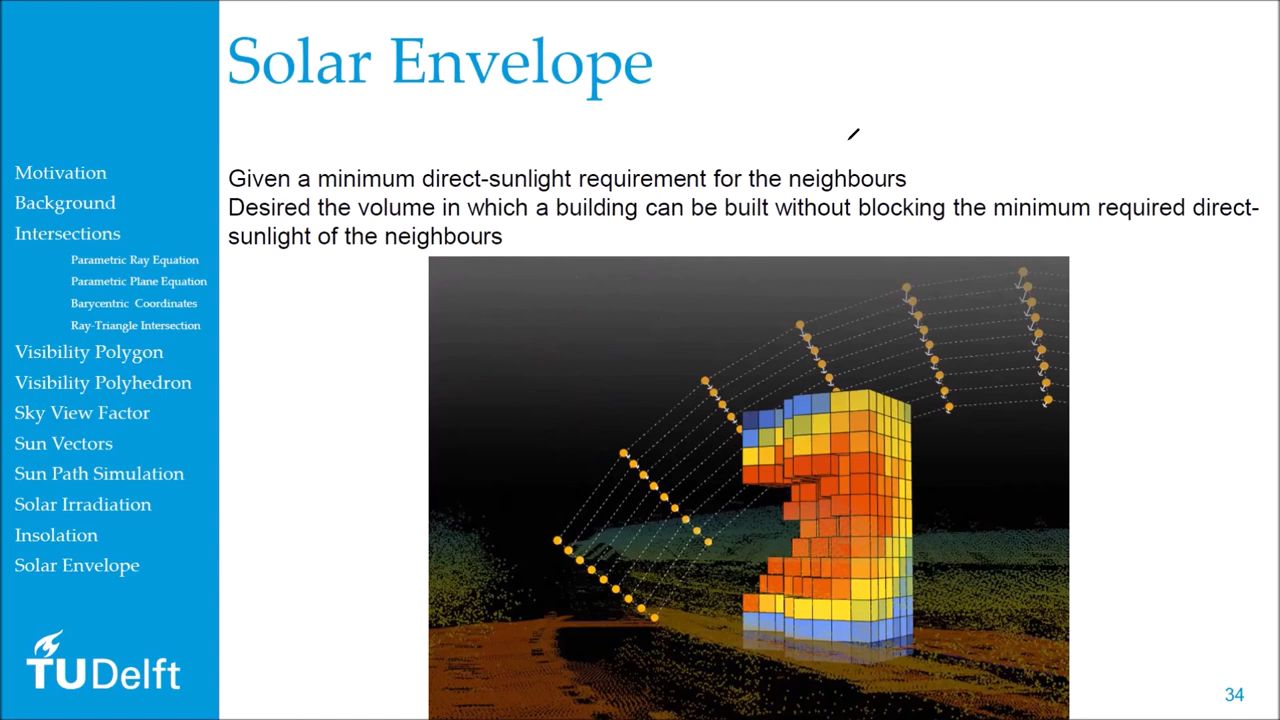 Solar Envelope
Given a minimum direct-sunlight requirement for the neighbours
Desired the volume in which a building can be built without blocking the minimum required direct-
sunlight of the neighbours
Motivation
Background
Intersections
Parametric Ray Equation
Parametric Plane Equation
Barycentric Coordinates
Ray-Triangle Intersection
Visibility Polygon
Visibility Polyhedron
Sky View Factor
Sun Vectors
Sun Path Simulation
Solar Irradiation
Insolation
Solar Envelope
TUDelft
34